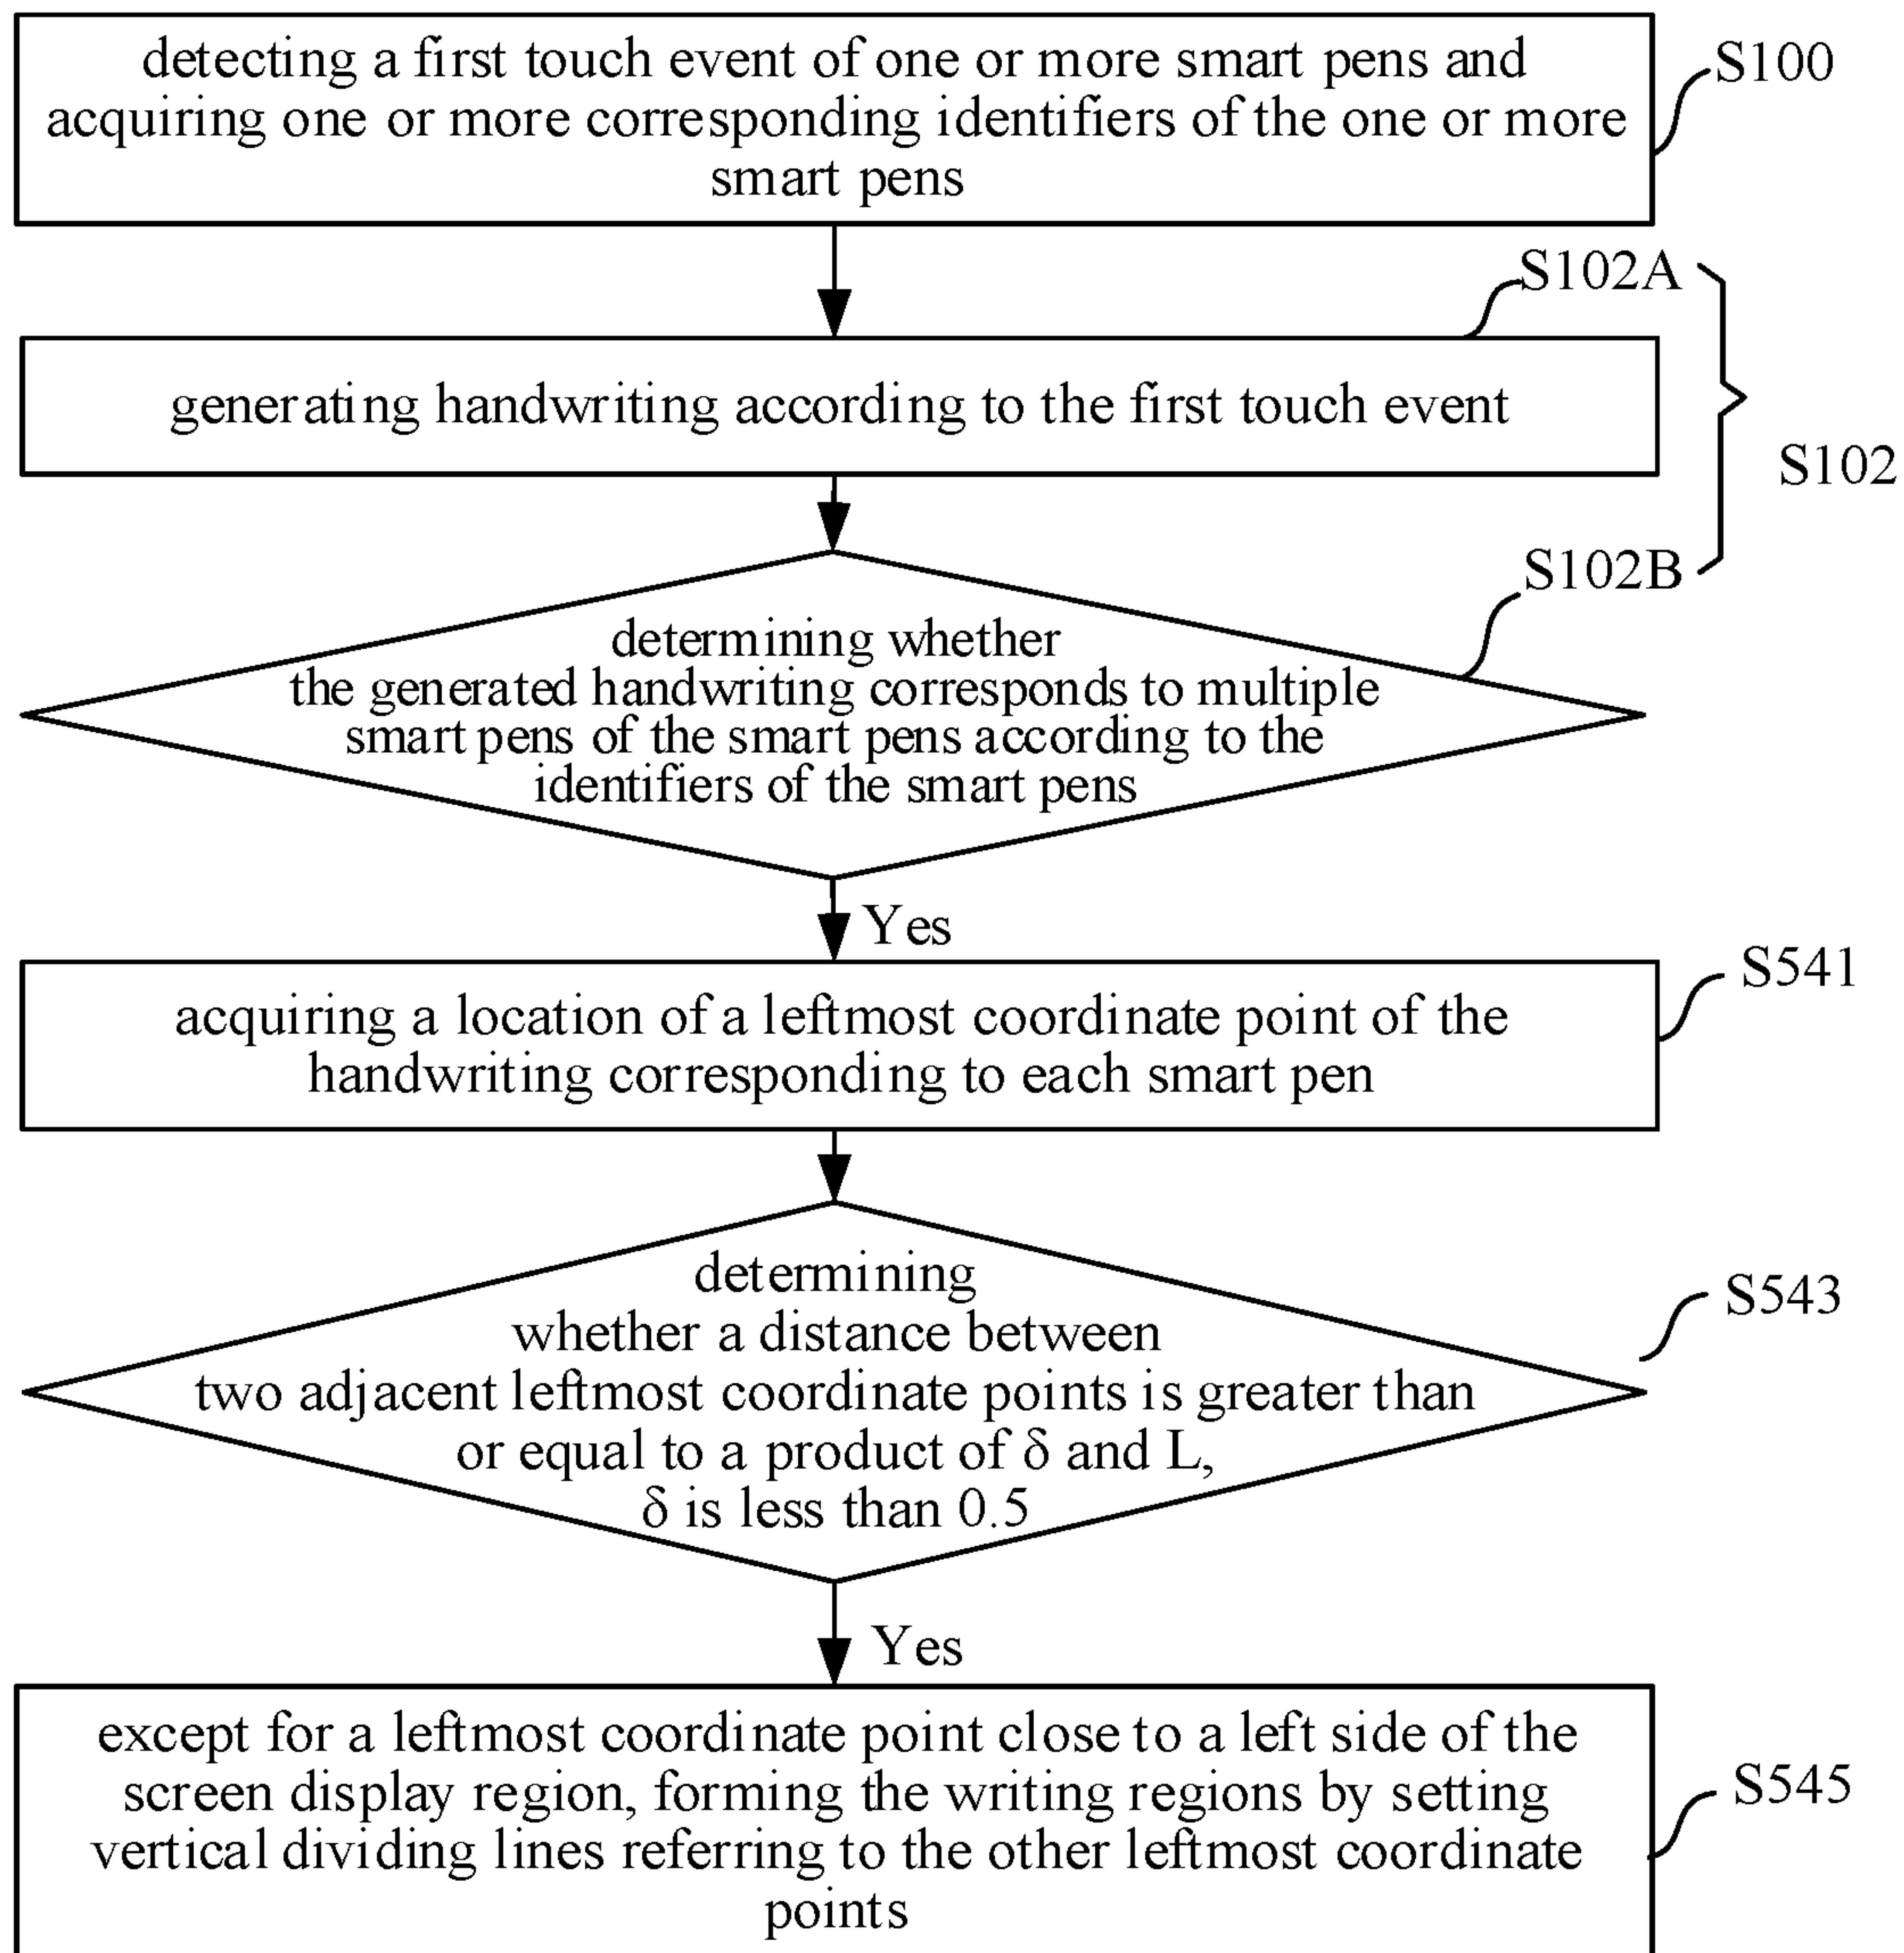 detecting a first touch event of one or more smart pens and
acquiring one or more corresponding identifiers of the one or more
smart pens
S100
S102A
generating handwriting according to the first touch event
S102
S102B
determining whether
the generated handwriting corresponds to multiple
smart pens of the smart pens according to the
identifiers of the smart pens
Yes
S541
acquiring a location of a leftmost coordinate point of the
handwriting corresponding to each smart pen
determining
whether a distance between
two adjacent leftmost coordinate points is greater than
or equal to a product of δ and L,
δ is less than 0.5
S543
Yes
except for a leftmost coordinate point close to a left side of the
screen display region, forming the writing regions by setting
vertical dividing lines referring to the other leftmost coordinate
points
S545